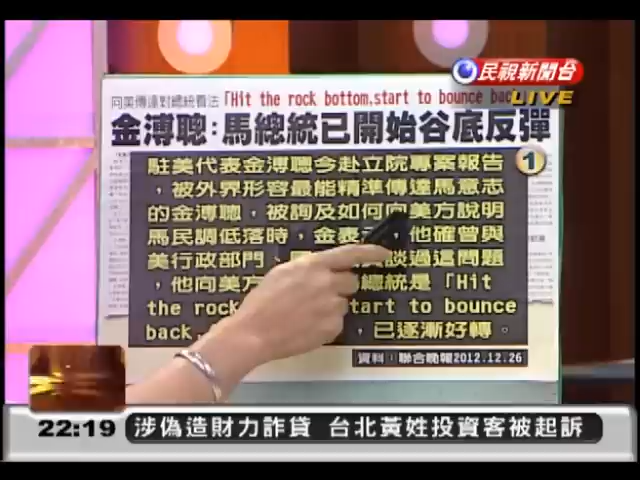 民視新聞台
LIVE
向美傳達對總統看法「Hit the rock bottom,start to bounce back
金溥聰:馬總統已開始谷底反彈
1
駐美代表金溥聰今赴立院專案報告
,被外界形容最能精準傳達馬意志
的金溥聰,被詢及如何向美方說明
馬民調低落時,金表示,他確曾與
美行政部門、談過這問題
,他向美方總統是「Hit
the rock tart to bounce
back ,已逐漸好轉。
資料:聯合晚報2012.12.26
22:19 涉偽造財力詐貸 台北黃姓投資客被起訴